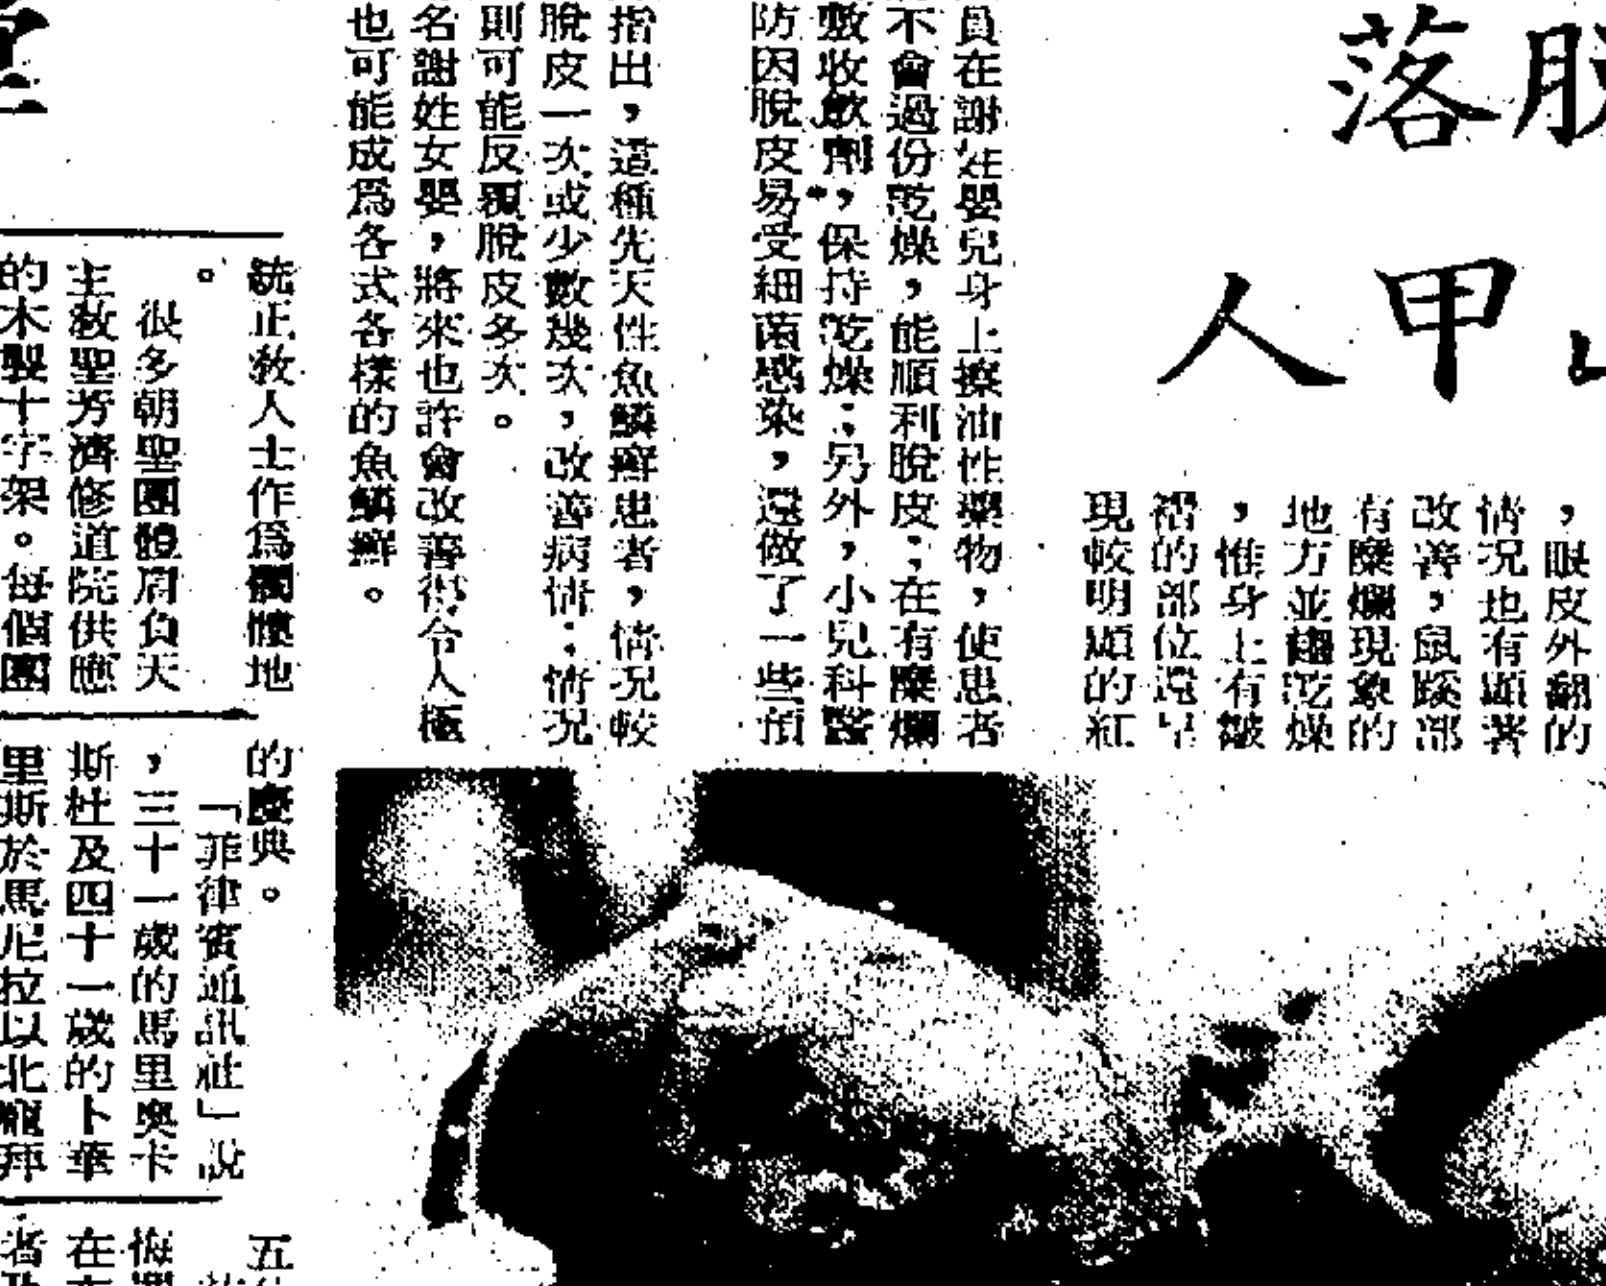 脫落
山甲人
，眼皮外翻的
情況也有顯著
改善，鼠蹊部
有糜爛現象的
地方並趨乾燥
，惟身上有皺
褶的部位還呈
現較明顯的紅
員在謝姓嬰兒身上擦油性藥物，使患者
不會過份乾燥，能順利脫皮；在有糜爛
敷收斂劑，保持乾燥；另外，小兒科醫
防因脫皮易受細菌感染，還做了一些預
指出，這種先天性魚鱗癬患者，情況較
脫皮一次或少數幾次，改善病情；情況
則可能反覆脫皮多次。
名謝姓女嬰，將來也許會改善得令人極
也可能成為各式各樣的魚鱗癬。
統正教人士作為髑髏地
。
很多朝聖團體肩負天
主教聖芳濟修道院供應
的木製十字架。每個團
的慶典。
「菲律賓通訊社」說
，三十一歲的馬里奧卡
斯杜及四十一歲的卜華
里斯於馬尼拉以北龍拜
五
悔
在
者